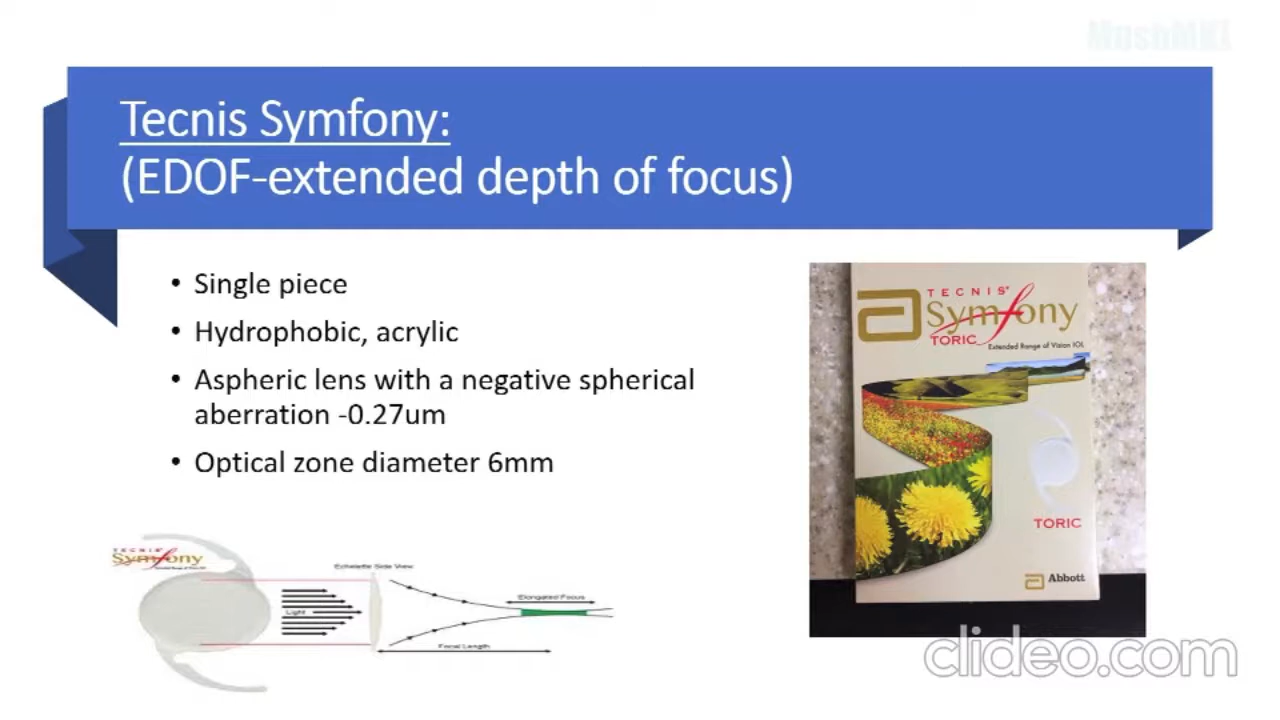 MushMKL
Tecnis Symfony:
(EDOF-extended depth of focus)
• Single piece
• Hydrophobic, acrylic
• Aspheric lens with a negative spherical
aberration -0.27um
• Optical zone diameter 6mm
TECNIS
Symfony
TORIC
Extended Range of Vision IOL
TORIC
Abbott
TECNIS
Symfony
Echelette Side View
Light
Elongated Focus
Focal Length
clideo.com